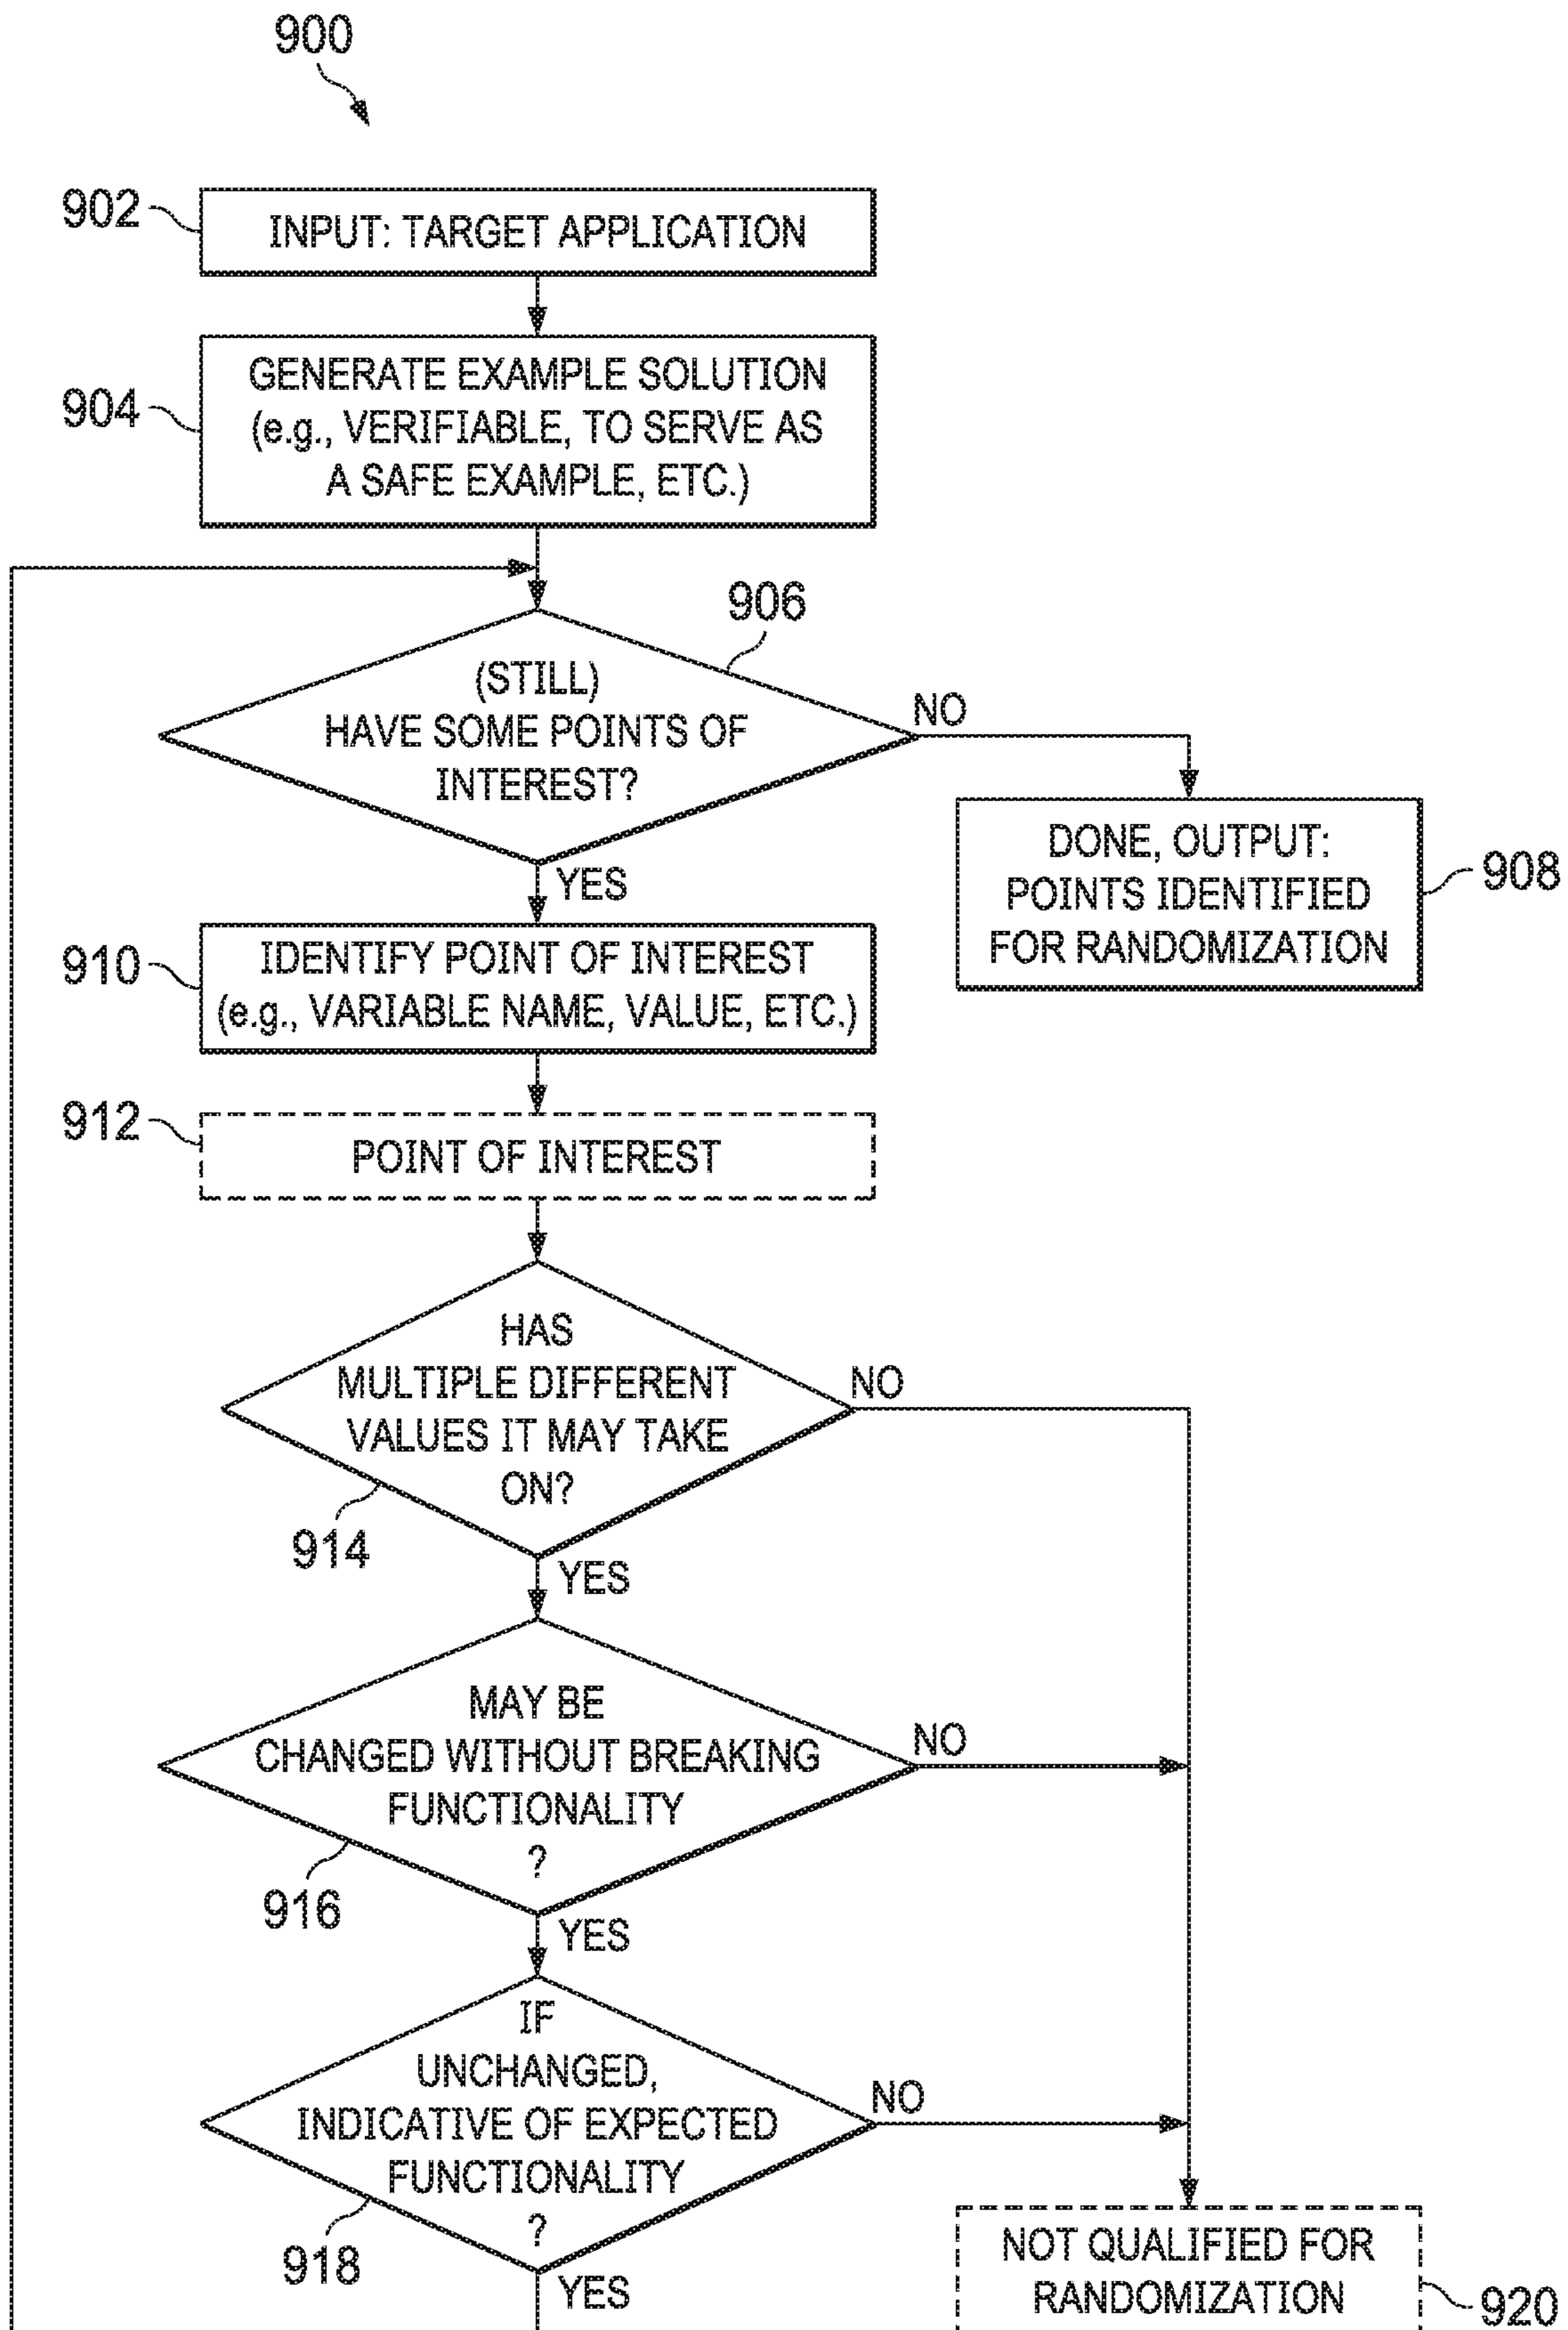 900
902
INPUT: TARGET APPLICATION
904
GENERATE EXAMPLE SOLUTION
(e.g., VERIFIABLE, TO SERVE AS
A SAFE EXAMPLE, ETC.)
906
(STILL)
HAVE SOME POINTS OF
INTEREST?
NO
YES
DONE, OUTPUT:
POINTS IDENTIFIED
FOR RANDOMIZATION
908
910
IDENTIFY POINT OF INTEREST
(e.g., VARIABLE NAME, VALUE, ETC.)
912
POINT OF INTEREST
HAS
MULTIPLE DIFFERENT
VALUES IT MAY TAKE
ON?
NO
914
YES
MAY BE
CHANGED WITHOUT BREAKING
FUNCTIONALITY
?
NO
916
YES
IF
UNCHANGED,
INDICATIVE OF EXPECTED
FUNCTIONALITY
?
NO
918
YES
NOT QUALIFIED FOR
RANDOMIZATION
920